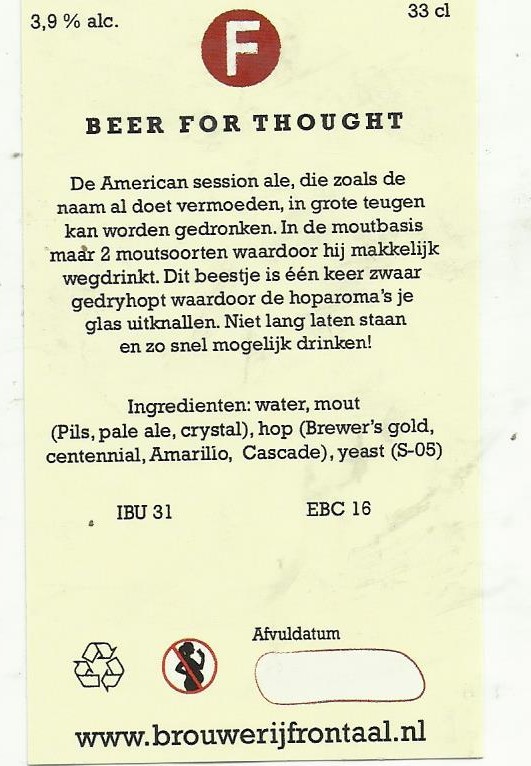 3,9 % alc.
33 cl
F
BEER FOR THOUGHT
De American session ale, die zoals de
naam al doet vermoeden, in grote teugen
kan worden gedronken. In de moutbasis
maar 2 moutsoorten waardoor hij makkelijk
wegdrinkt. Dit beestje is één keer zwaar
gedryhopt waardoor de hoparoma's je
glas uitknallen. Niet lang laten staan
en zo snel mogelijk drinken!
Ingredienten: water, mout
(Pils, pale ale, crystal), hop (Brewer's gold,
centennial, Amarilio, Cascade), yeast (S-05)
IBU 31
EBC 16
Afvuldatum
www.brouwerijfrontaal.nl